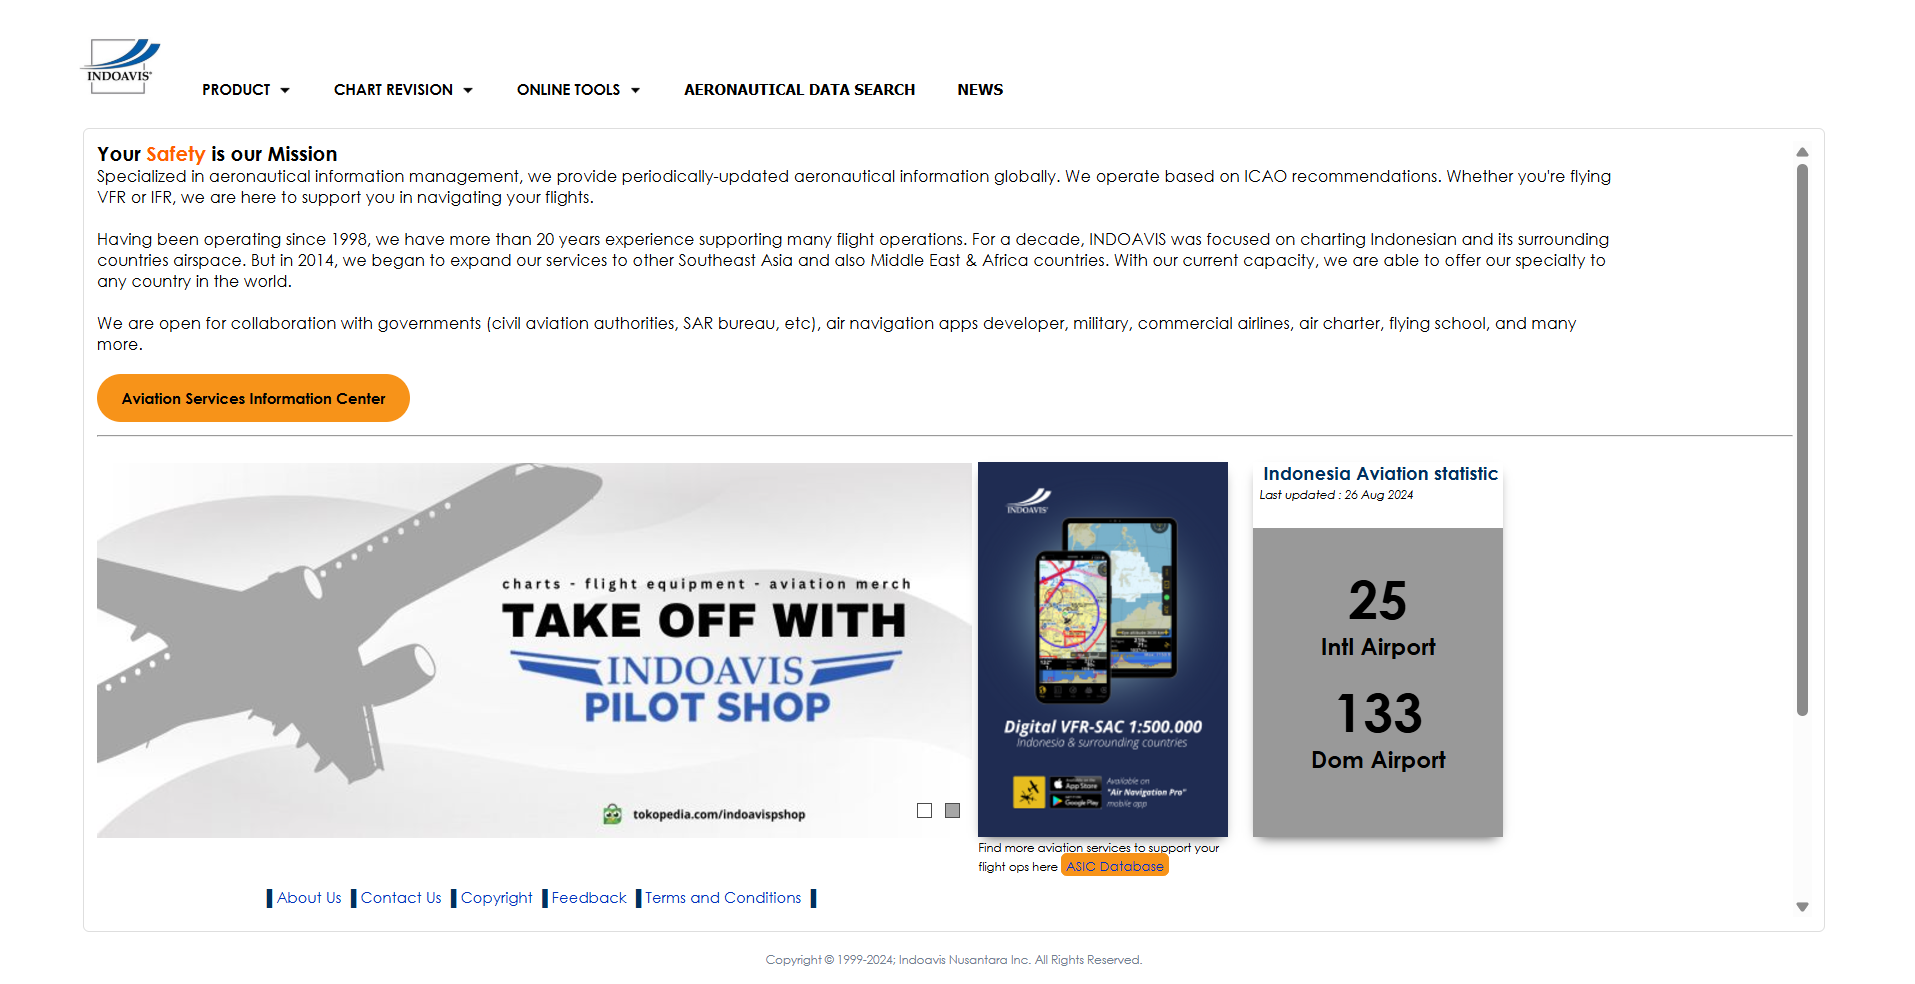 INDOAVIS
PRODUCT CHART REVISION ONLINE TOOLS AERONAUTICAL DATA SEARCH NEWS
Your Safety is our Mission
Specialized in aeronautical information management, we provide periodically-updated aeronautical information globally. We operate based on ICAO recommendations. Whether you're flying
VFR or IFR, we are here to support you in navigating your flights.
Having been operating since 1998, we have more than 20 years experience supporting many flight operations. For a decade, INDOAVIS was focused on charting Indonesian and its surrounding
countries airspace. But in 2014, we began to expand our services to other Southeast Asia and also Middle East & Africa countries. With our current capacity, we are able to offer our specialty to
any country in the world.
We are open for collaboration with governments (civil aviation authorities, SAR bureau, etc), air navigation apps developer, military, commercial airlines, air charter, flying school, and many
more.
Aviation Services Information Center
charts - flight equipment - aviation merch
TAKE OFF WITH
INDOAVIS
PILOT SHOP
tokopedia.com/indoavispshop
INDOAVIS
Digital VFR-SAC 1:500.000
Indonesia & surrounding countries
App Store
Google Play
Available on
"Air Navigation Pro"
mobile app
Find more aviation services to support your
flight ops here ASIC Database
Indonesia Aviation statistic
Last updated : 26 Aug 2024
25
Intl Airport
133
Dom Airport
About Us Contact Us Copyright Feedback Terms and Conditions
Copyright © 1999-2024; Indoavis Nusantara Inc. All Rights Reserved.